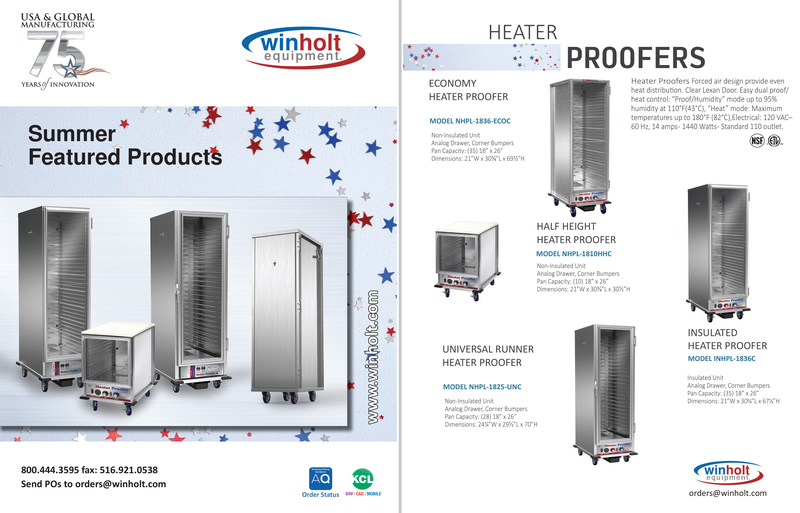 USA & GLOBAL
MANUFACTURING
75
YEARS of INNOVATION
winholt
equipment.
Summer
Featured Products
www.winholt.com
800.444.3595 fax: 516.921.0538
Send POs to orders@winholt.com
AQ
Order Status
KCL
BIM | CAD | MOBILE
HEATER
PROOFERS
ECONOMY
HEATER PROOFER
MODEL NHPL-1836-ECOC
Non-Insulated Unit
Analog Drawer, Corner Bumpers
Pan Capacity: (35) 18" x 26"
Dimensions: 21"W x 30¾"L x 69½"H
Heater Proofers Forced air design provide even
heat distribution. Clear Lexan Door. Easy dual proof/
heat control: "Proof/Humidity" mode up to 95%
humidity at 110°F(43°C), "Heat" mode: Maximum
temperatures up to 180°F (82°C),Electrical: 120 VAC–
60 Hz, 14 amps- 1440 Watts- Standard 110 outlet.
NSF
ETL
HALF HEIGHT
HEATER PROOFER
MODEL NHPL-1810HHC
Non-Insulated Unit
Analog Drawer, Corner Bumpers
Pan Capacity: (10) 18" x 26"
Dimensions: 21"W x 30¾"L x 30½"H
UNIVERSAL RUNNER
HEATER PROOFER
MODEL NHPL-1825-UNC
Non-Insulated Unit
Analog Drawer, Corner Bumpers
Pan Capacity: (28) 18" x 26"
Dimensions: 24¼"W x 29½"L x 70"H
INSULATED
HEATER PROOFER
MODEL INHPL-1836C
Insulated Unit
Analog Drawer, Corner Bumpers
Pan Capacity: (35) 18" x 26"
Dimensions: 21"W x 30¾"L x 67¼"H
winholt
equipment.
orders@winholt.com